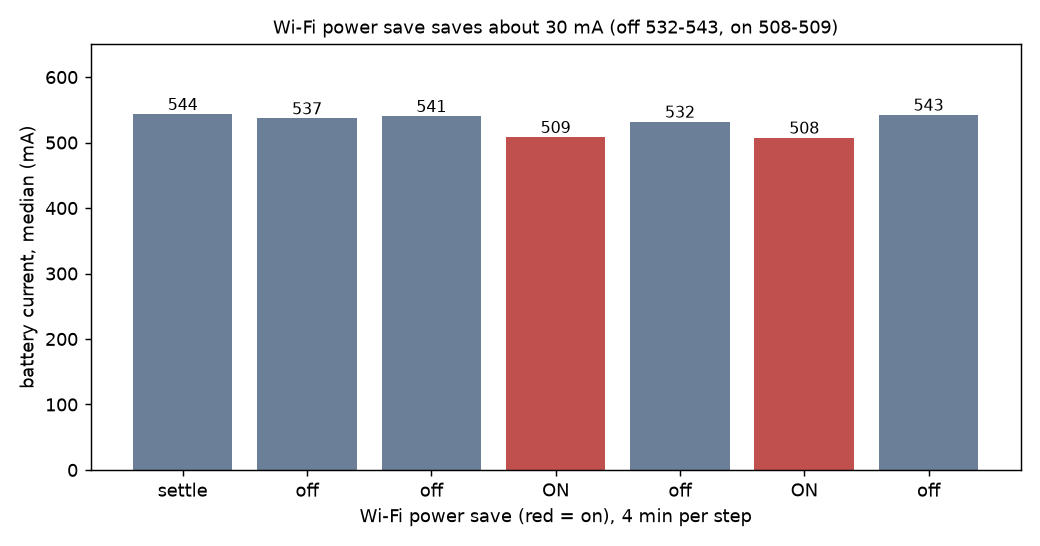 Wi-Fi power save saves about 30 mA (off 532-543, on 508-509)
battery current, median (mA)
600
500
400
300
200
100
0
544
537
541
509
532
508
543
settle
off
off
ON
off
ON
off
Wi-Fi power save (red = on), 4 min per step